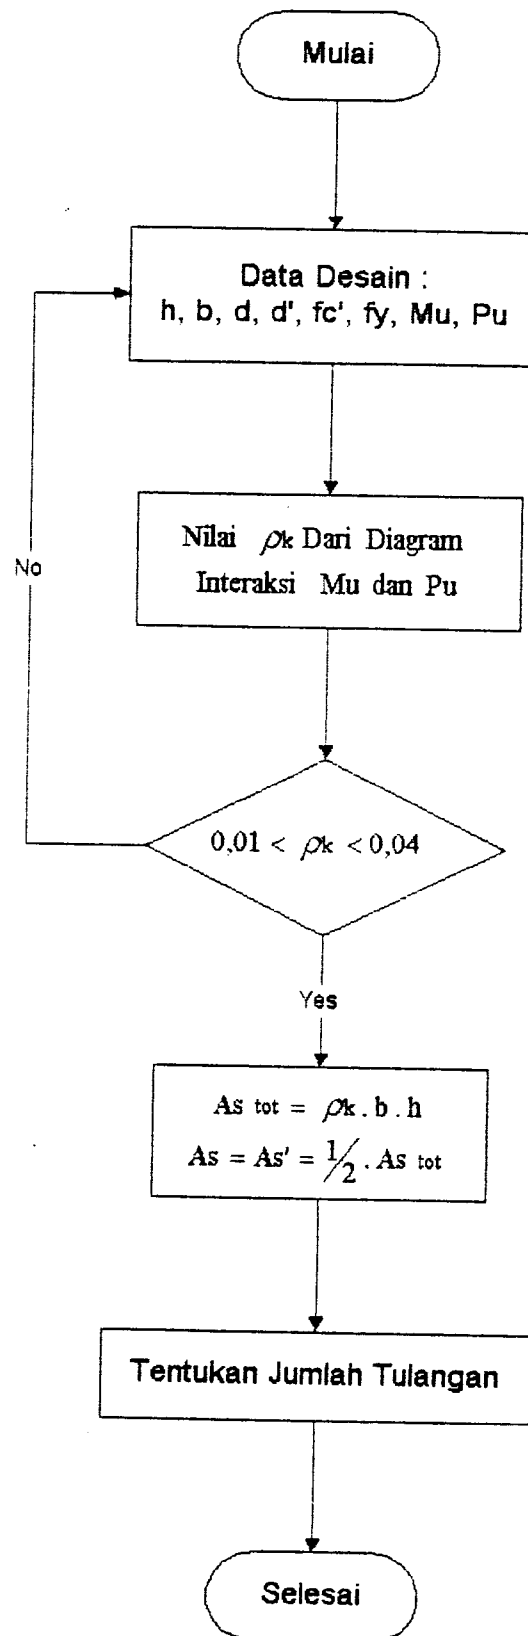 Mulai
Data Desain :
h, b, d, d', fc', fy, Mu, Pu
Nilai ρk Dari Diagram
Interaksi Mu dan Pu
No
0,01 < ρk < 0,04
Yes
As tot = ρk . b . h
As = As' = 1/2 . As tot
Tentukan Jumlah Tulangan
Selesai